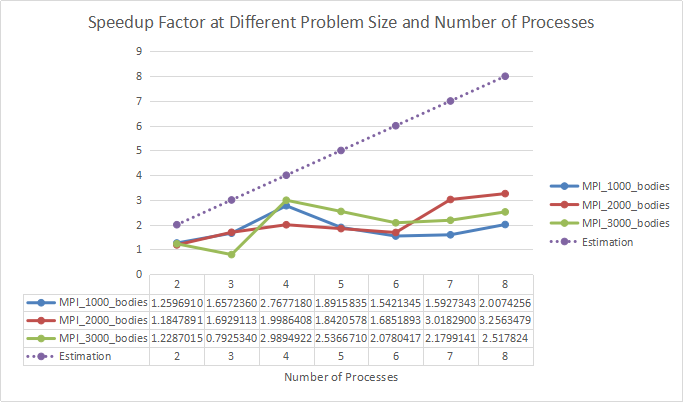 Speedup Factor at Different Problem Size and Number of Processes
9
8
7
6
5
4
3
2
1
0
MPI_1000_bodies
MPI_2000_bodies
MPI_3000_bodies
Estimation
2 3 4 5 6 7 8
MPI_1000_bodies 1.2596910 1.6572360 2.7677180 1.8915835 1.5421345 1.5927343 2.0074256
MPI_2000_bodies 1.1847891 1.6929113 1.9986408 1.8420578 1.6851893 3.0182900 3.2563479
MPI_3000_bodies 1.2287015 0.7925340 2.9894922 2.5366710 2.0780417 2.1799141 2.517824
Estimation 2 3 4 5 6 7 8
Number of Processes